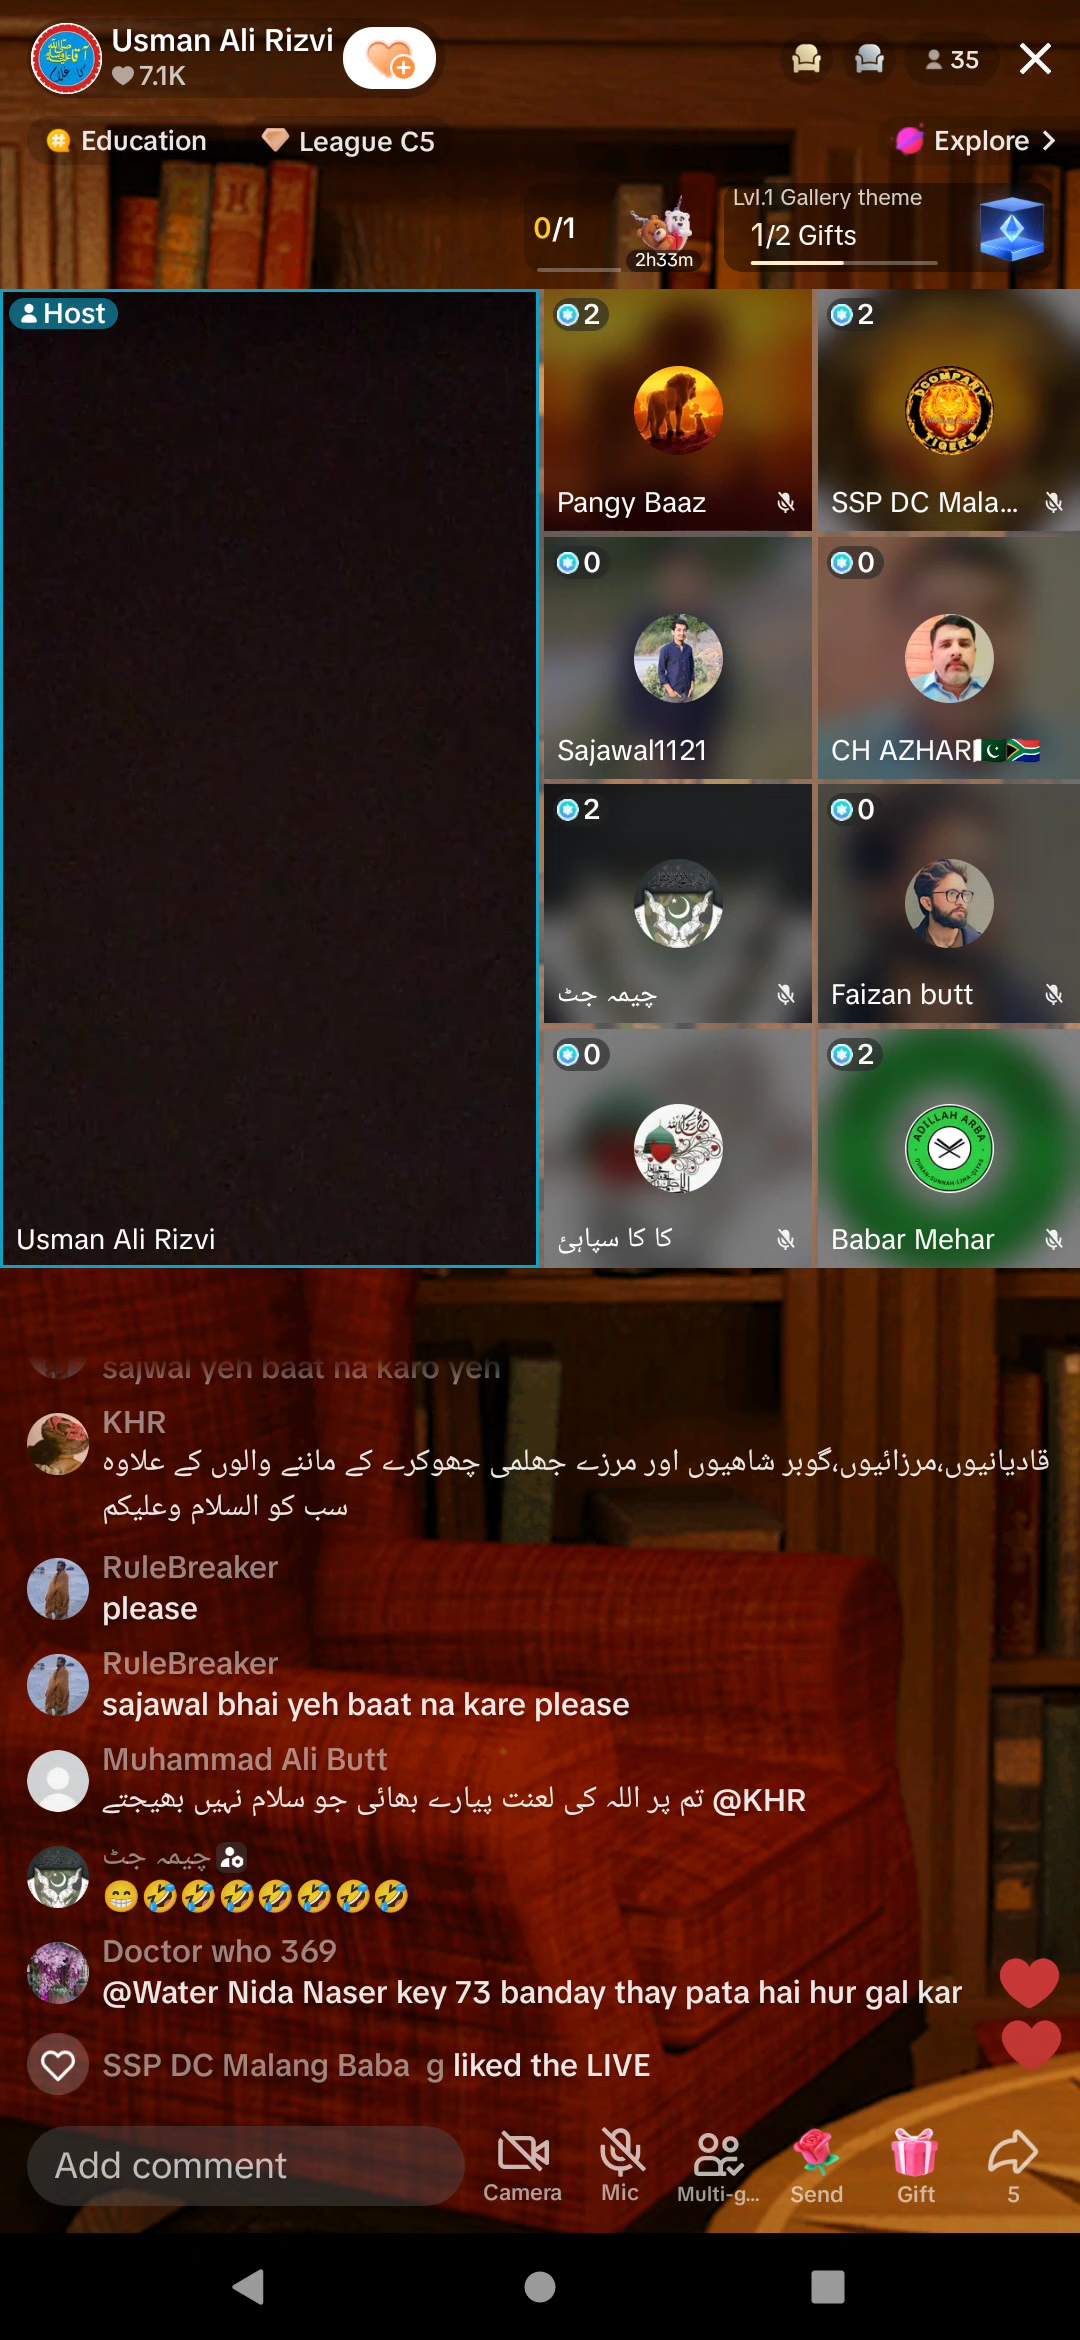 Usman Ali Rizvi
7.1K
35
Education
League C5
Explore
0/1
2h33m
Lvl.1 Gallery theme
1/2 Gifts
Host
Usman Ali Rizvi
2
Pangy Baaz
2
DOOMPANY
TIGERS
SSP DC Mala...
0
Sajawal1121
0
CH AZHAR
2
چیمہ جٹ
0
Faizan butt
0
کا کا سپاہئ
2
ADILLAH ARBA
Babar Mehar
sajwal yeh baat na karo yeh
KHR
قادیانیوں،مرزائیوں،گوبر شاھیوں اور مرزے جھلمی چھوکرے کے ماننے والوں کے علاوہ
سب کو السلام وعلیکم
RuleBreaker
please
RuleBreaker
sajawal bhai yeh baat na kare please
Muhammad Ali Butt
@KHR تم پر اللہ کی لعنت پیارے بھائی جو سلام نہیں بھیجتے
چیمہ جٹ
😁🤣🤣🤣🤣🤣🤣🤣
Doctor who 369
@Water Nida Naser key 73 banday thay pata hai hur gal kar
SSP DC Malang Baba g liked the LIVE
Add comment
Camera
Mic
Multi-g...
Send
Gift
5